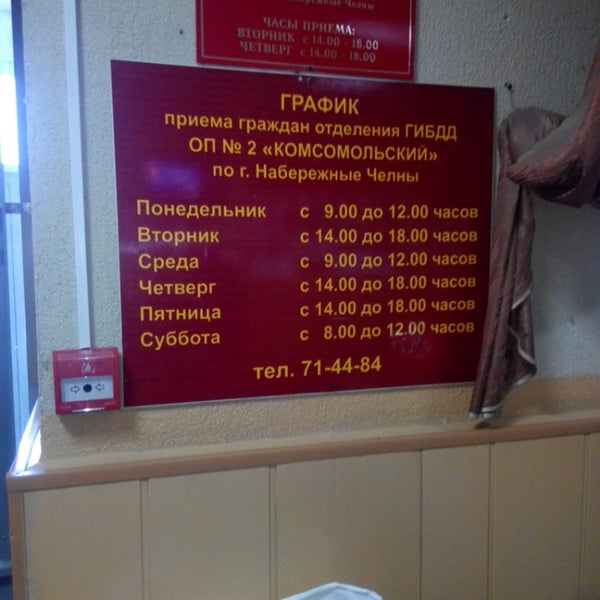 Набережные Челны
ЧАСЫ ПРИЕМА:
ВТОРНИК с 14.00 - 18.00
ЧЕТВЕРГ с 14.00 - 18.00
ГРАФИК
приема граждан отделения ГИБДД
ОП № 2 «КОМСОМОЛЬСКИЙ»
по г. Набережные Челны
Понедельник с 9.00 до 12.00 часов
Вторник с 14.00 до 18.00 часов
Среда с 9.00 до 12.00 часов
Четверг с 14.00 до 18.00 часов
Пятница с 14.00 до 18.00 часов
Суббота с 8.00 до 12.00 часов
тел. 71-44-84